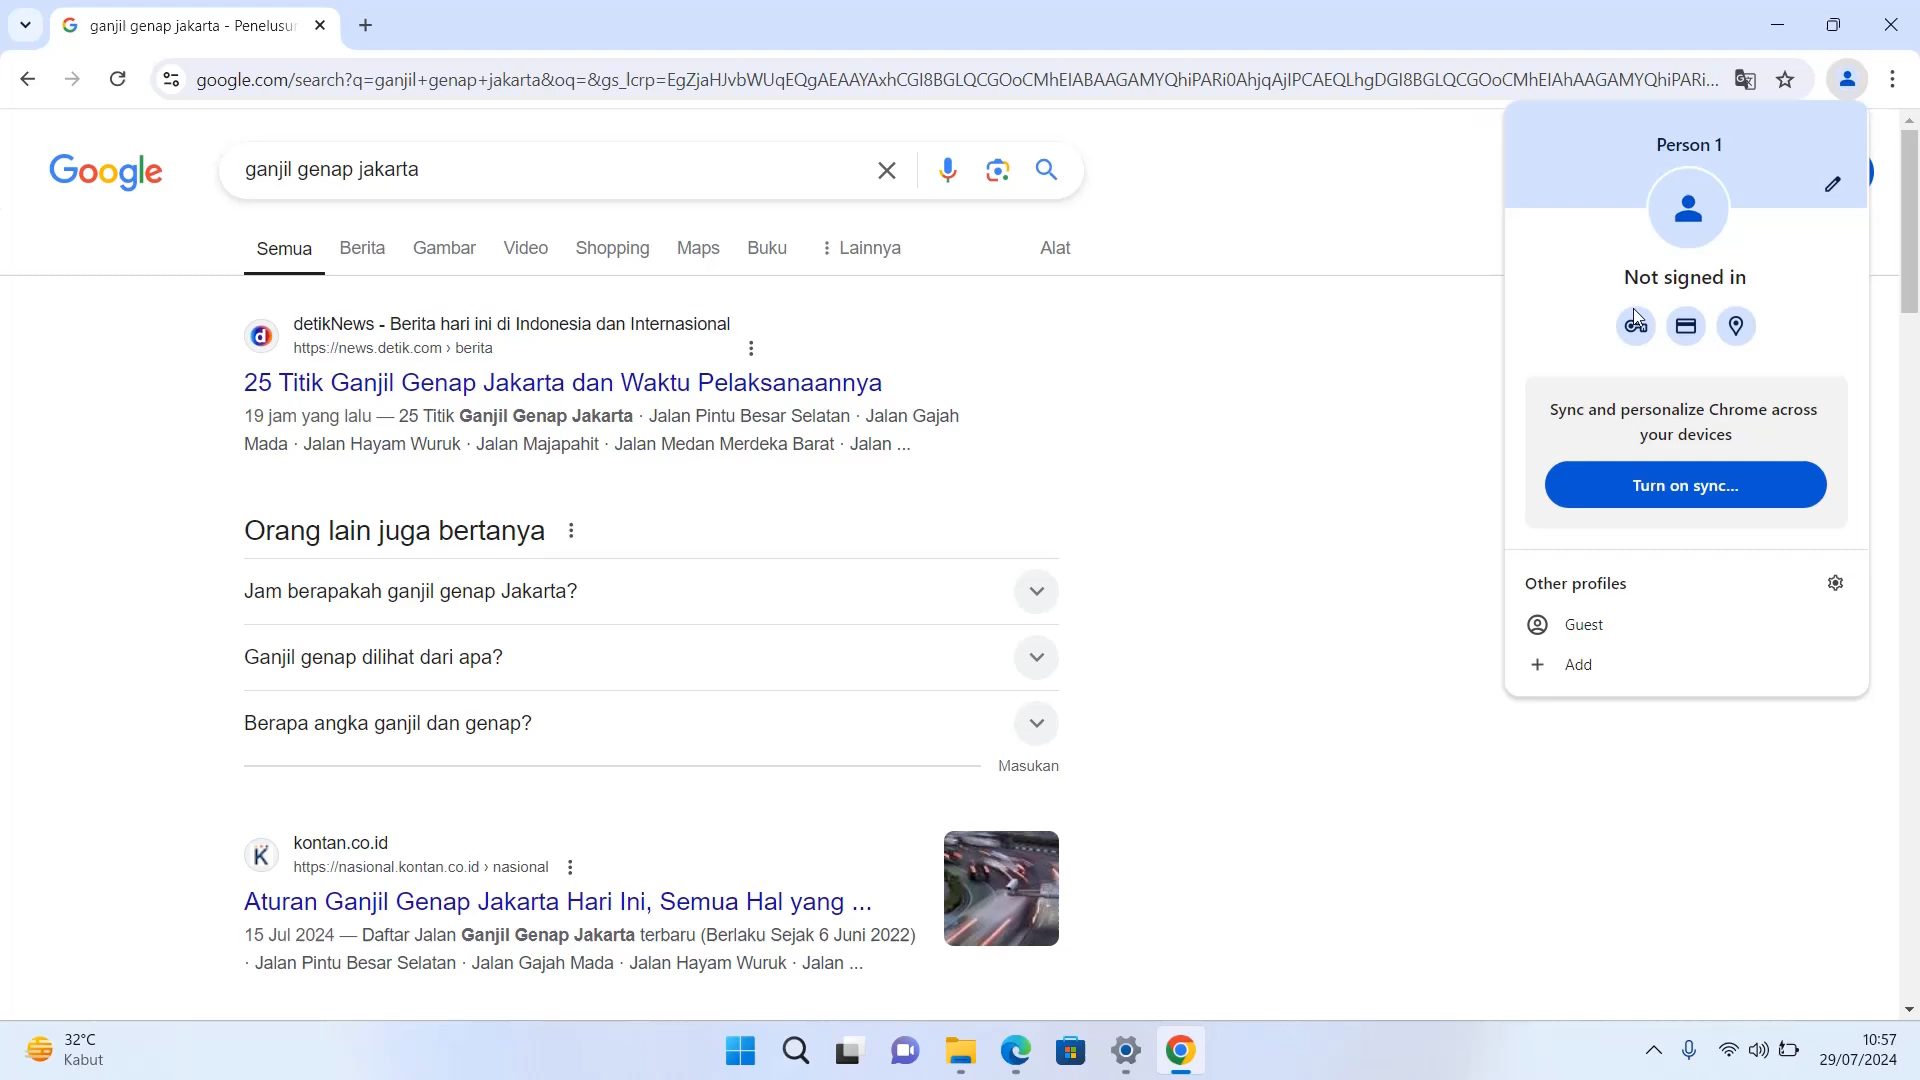 ganjil genap jakarta - Penelusur
google.com/search?q=ganjil+genap+jakarta&oq=&gs_lcrp=EgZjaHJvbWUqEQgAEAAYAxhCGI8BGLQCGOoCMhEIABAAGAMYQhiPARi0AhjqAjIPCAEQLhgDGI8BGLQCGOoCMhEIAhAAGAMYQhiPARi...
Google
ganjil genap jakarta
Semua Berita Gambar Video Shopping Maps Buku Lainnya Alat
detikNews - Berita hari ini di Indonesia dan Internasional
https://news.detik.com › berita
25 Titik Ganjil Genap Jakarta dan Waktu Pelaksanaannya
19 jam yang lalu — 25 Titik Ganjil Genap Jakarta · Jalan Pintu Besar Selatan · Jalan Gajah
Mada · Jalan Hayam Wuruk · Jalan Majapahit · Jalan Medan Merdeka Barat · Jalan ...
Orang lain juga bertanya
Jam berapakah ganjil genap Jakarta?
Ganjil genap dilihat dari apa?
Berapa angka ganjil dan genap?
Masukan
kontan.co.id
https://nasional.kontan.co.id › nasional
Aturan Ganjil Genap Jakarta Hari Ini, Semua Hal yang ...
15 Jul 2024 — Daftar Jalan Ganjil Genap Jakarta terbaru (Berlaku Sejak 6 Juni 2022)
· Jalan Pintu Besar Selatan · Jalan Gajah Mada · Jalan Hayam Wuruk · Jalan ...
Person 1
Not signed in
Sync and personalize Chrome across
your devices
Turn on sync...
Other profiles
Guest
Add
32°C
Kabut
10:57
29/07/2024